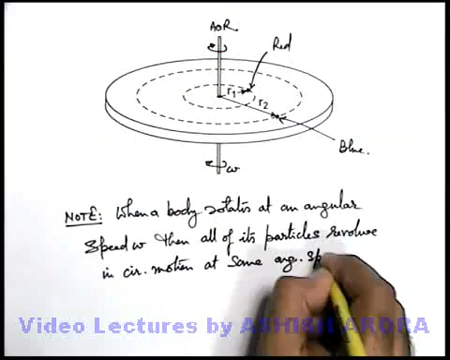 AOR.
Red
r1
r2
Blue.
ω
NOTE: When a body rotates at an angular
Speed ω then all of its particles revolve
in cir. motion at same ang. sp
Video Lectures by ASHISH ARORA